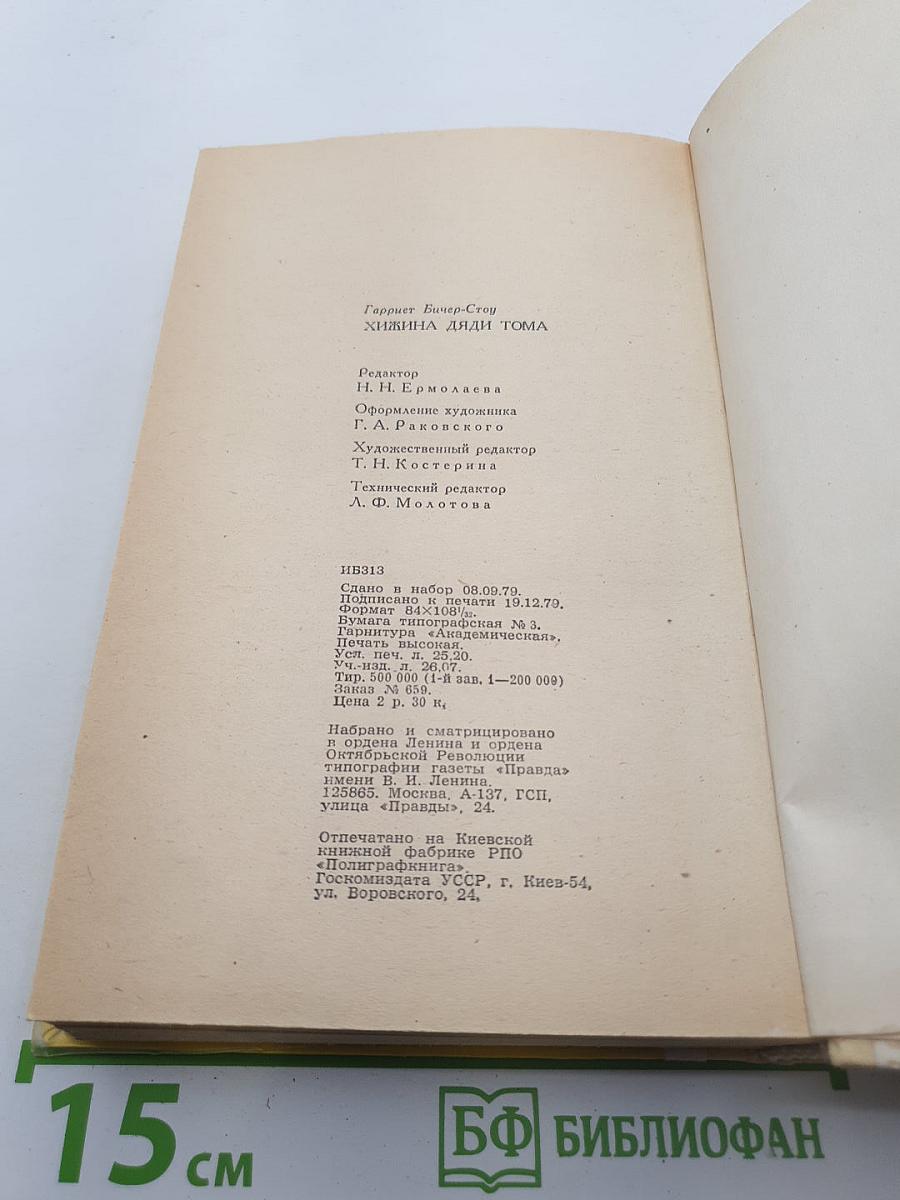 Гарриет Бичер-Стоу
ХИЖИНА ДЯДИ ТОМА
Редактор
Н. Н. Ермолаева
Оформление художника
Г. А. Раковского
Художественный редактор
Т. Н. Костерина
Технический редактор
Л. Ф. Молотова
ИБ313
Сдано в набор 08.09.79.
Подписано к печати 19.12.79.
Формат 84×108¹/₃₂.
Бумага типографская № 3.
Гарнитура «Академическая».
Печать высокая.
Усл. печ. л. 25,20.
Уч.-изд. л. 26,07.
Тир. 500 000 (1-й зав. 1—200 000)
Заказ № 659.
Цена 2 р. 30 к.
Набрано и сматрицировано
в ордена Ленина и ордена
Октябрьской Революции
типографии газеты «Правда»
имени В. И. Ленина.
125865. Москва, А-137, ГСП,
улица «Правды», 24.
Отпечатано на Киевской
книжной фабрике РПО
«Полиграфкнига».
Госкомиздата УССР, г. Киев-54,
ул. Воровского, 24,
15 см
БФ БИБЛИОФАН